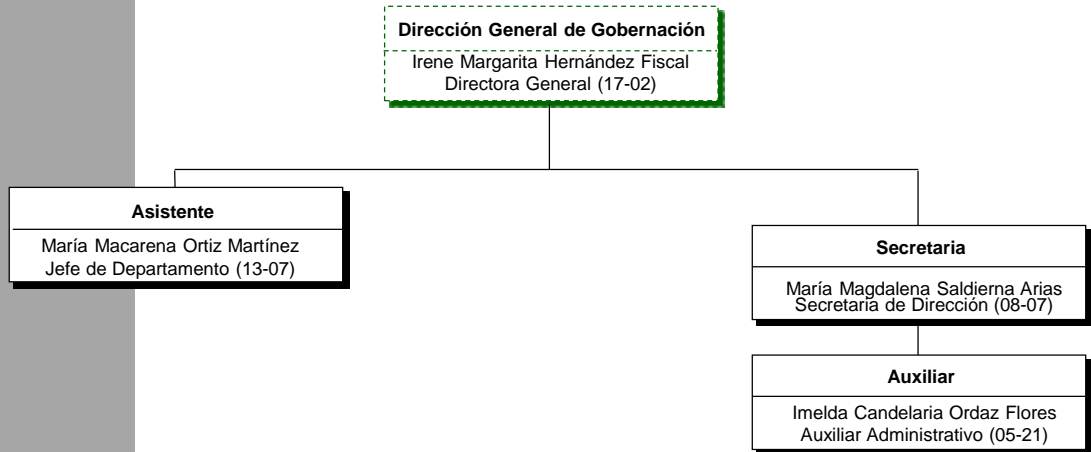 Dirección General de Gobernación
Irene Margarita Hernández Fiscal
Directora General (17-02)
Asistente
María Macarena Ortiz Martínez
Jefe de Departamento (13-07)
Secretaria
María Magdalena Saldierna Arias
Secretaria de Dirección (08-07)
Auxiliar
Imelda Candelaria Ordaz Flores
Auxiliar Administrativo (05-21)